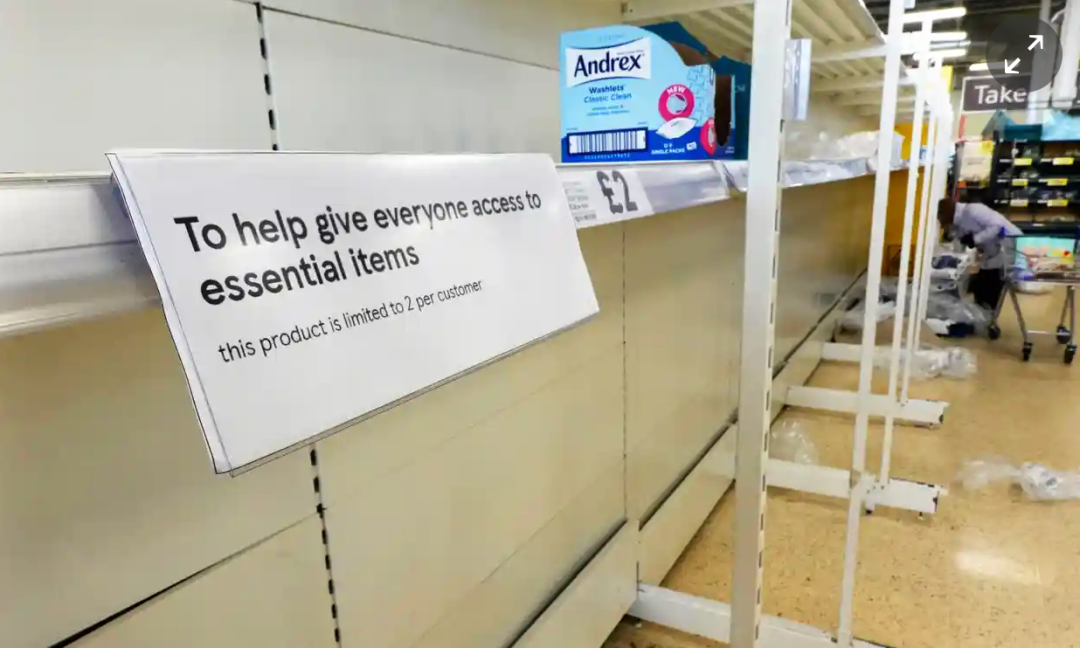 To help give everyone access to
essential items
this product is limited to 2 per customer
Andrex
Washlets
Classic Clean
NEW
£2
Take